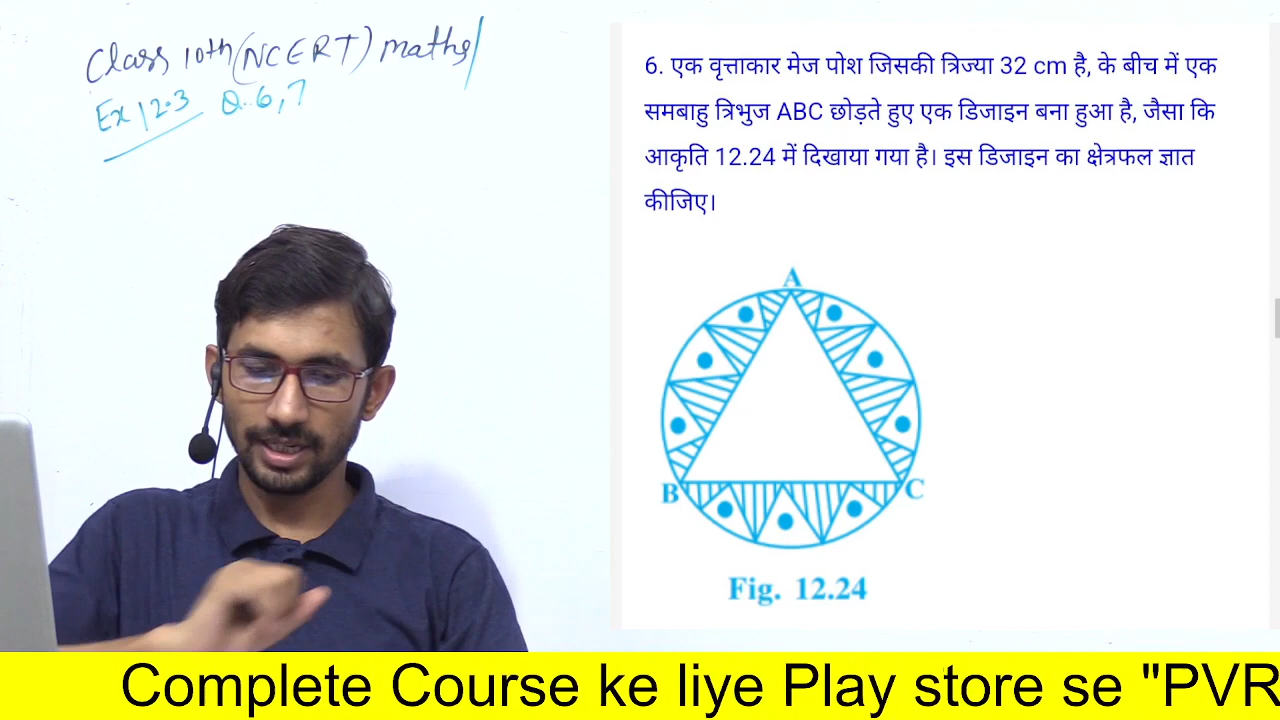 Class 10th (NCERT) maths
Ex 12.3 Q. 6, 7
6. एक वृत्ताकार मेज पोश जिसकी त्रिज्या 32 cm है, के बीच में एक
समबाहु त्रिभुज ABC छोड़ते हुए एक डिजाइन बना हुआ है, जैसा कि
आकृति 12.24 में दिखाया गया है। इस डिजाइन का क्षेत्रफल ज्ञात
कीजिए।
A
B
C
Fig. 12.24
Complete Course ke liye Play store se "PVR